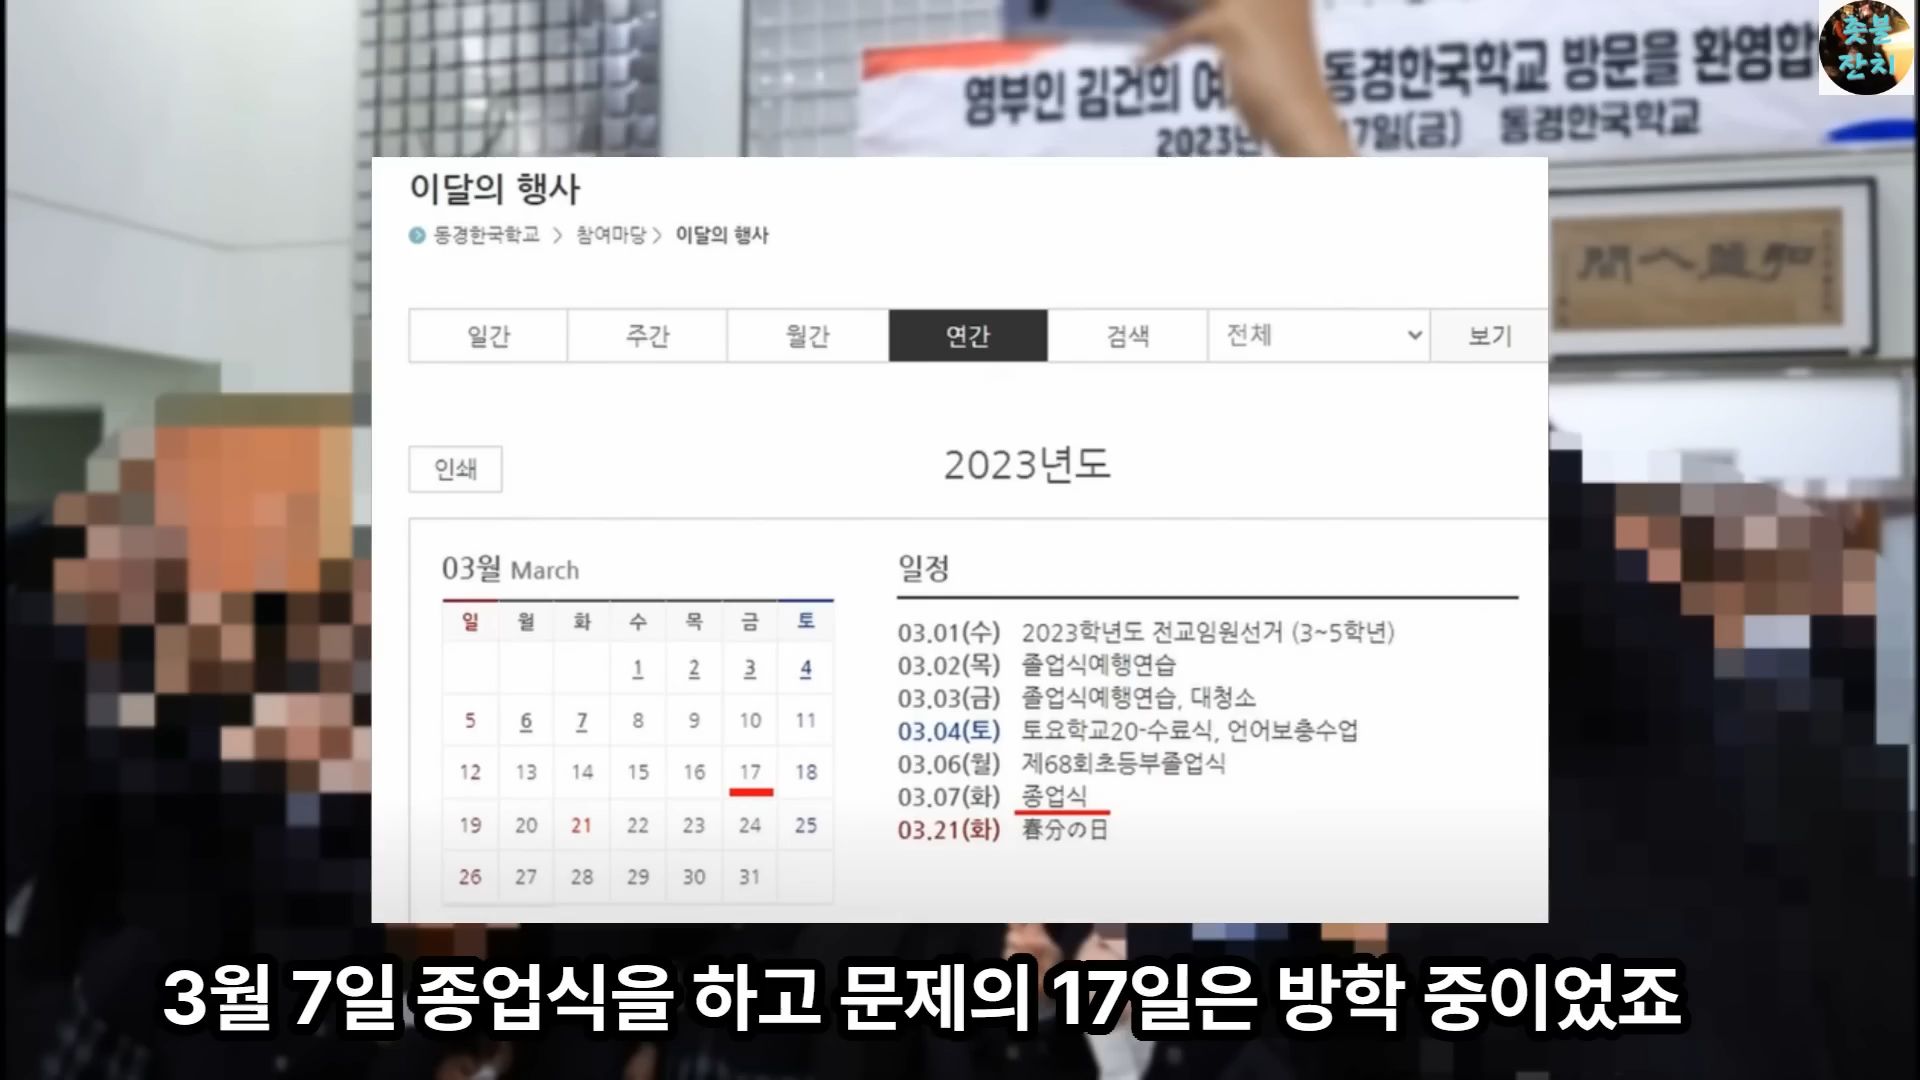 촛불
잔치
영부인 김건희 여 동경한국학교 방문을 환영합
2023년 17일(금) 동경한국학교
이달의 행사
동경한국학교 > 참여마당 > 이달의 행사
일간 주간 월간 연간 검색 전체 보기
인쇄
2023년도
03월 March
일 월 화 수 목 금 토
1 2 3 4
5 6 7 8 9 10 11
12 13 14 15 16 17 18
19 20 21 22 23 24 25
26 27 28 29 30 31
일정
03.01(수) 2023학년도 전교임원선거 (3~5학년)
03.02(목) 졸업식예행연습
03.03(금) 졸업식예행연습, 대청소
03.04(토) 토요학교20-수료식, 언어보충수업
03.06(월) 제68회초등부졸업식
03.07(화) 종업식
03.21(화) 春分の日
間人益和
3월 7일 종업식을 하고 문제의 17일은 방학 중이었죠